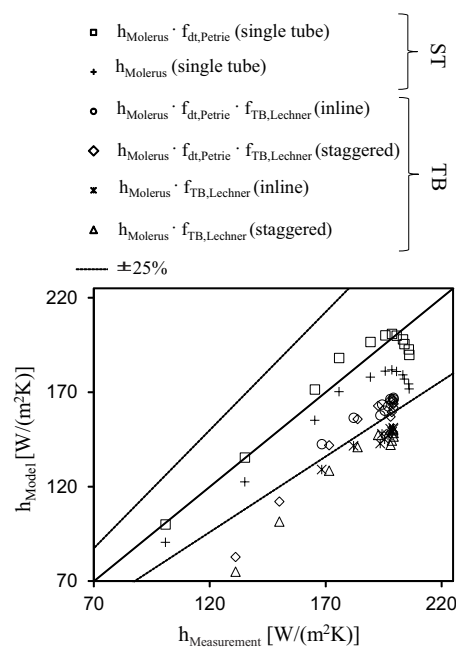 h_Molerus · f_dt,Petrie (single tube)
h_Molerus (single tube)
ST
h_Molerus · f_dt,Petrie · f_TB,Lechner (inline)
h_Molerus · f_dt,Petrie · f_TB,Lechner (staggered)
h_Molerus · f_TB,Lechner (inline)
h_Molerus · f_TB,Lechner (staggered)
TB
±25%
220
170
120
70
h_Model [W/(m²K)]
70
120
170
220
h_Measurement [W/(m²K)]